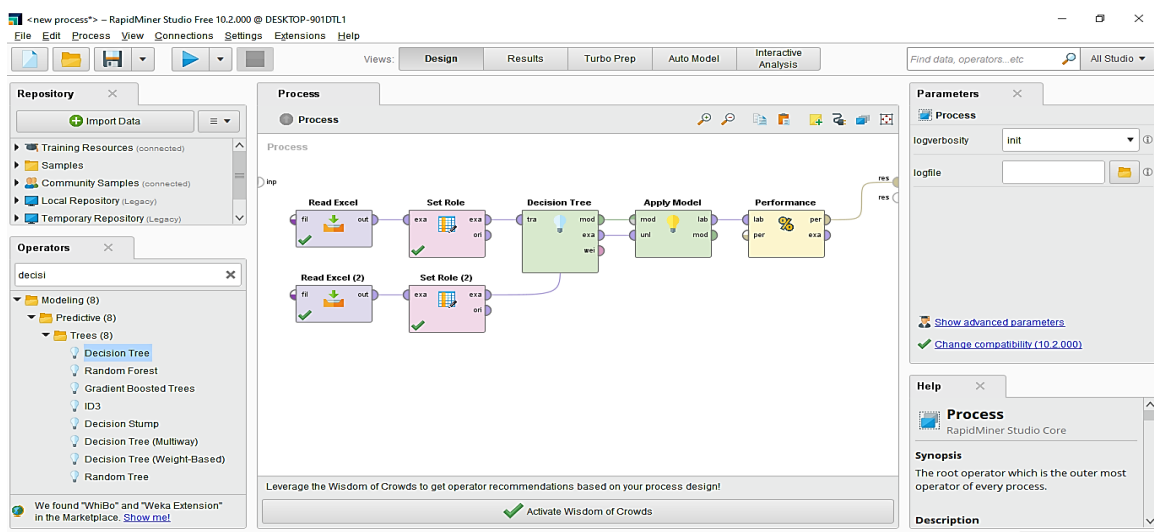 <new process*> – RapidMiner Studio Free 10.2.000 @ DESKTOP-901DTL1
File Edit Process View Connections Settings Extensions Help
Views: Design Results Turbo Prep Auto Model Interactive Analysis
Find data, operators...etc All Studio
Repository
Import Data
Training Resources (connected)
Samples
Community Samples (connected)
Local Repository (Legacy)
Temporary Repository (Legacy)
Operators
decisi
Modeling (8)
Predictive (8)
Trees (8)
Decision Tree
Random Forest
Gradient Boosted Trees
ID3
Decision Stump
Decision Tree (Multiway)
Decision Tree (Weight-Based)
Random Tree
We found "WhiBo" and "Weka Extension"
in the Marketplace. Show me!
Process
Process
Process
inp
res
res
Read Excel
fil out
Set Role
exa exa
ori
Decision Tree
tra mod
exa
wei
Apply Model
mod lab
unl mod
Performance
lab per
per exa
Read Excel (2)
fil out
Set Role (2)
exa exa
ori
Leverage the Wisdom of Crowds to get operator recommendations based on your process design!
Activate Wisdom of Crowds
Parameters
Process
logverbosity init
logfile
Show advanced parameters
Change compatibility (10.2.000)
Help
Process
RapidMiner Studio Core
Synopsis
The root operator which is the outer most
operator of every process.
Description